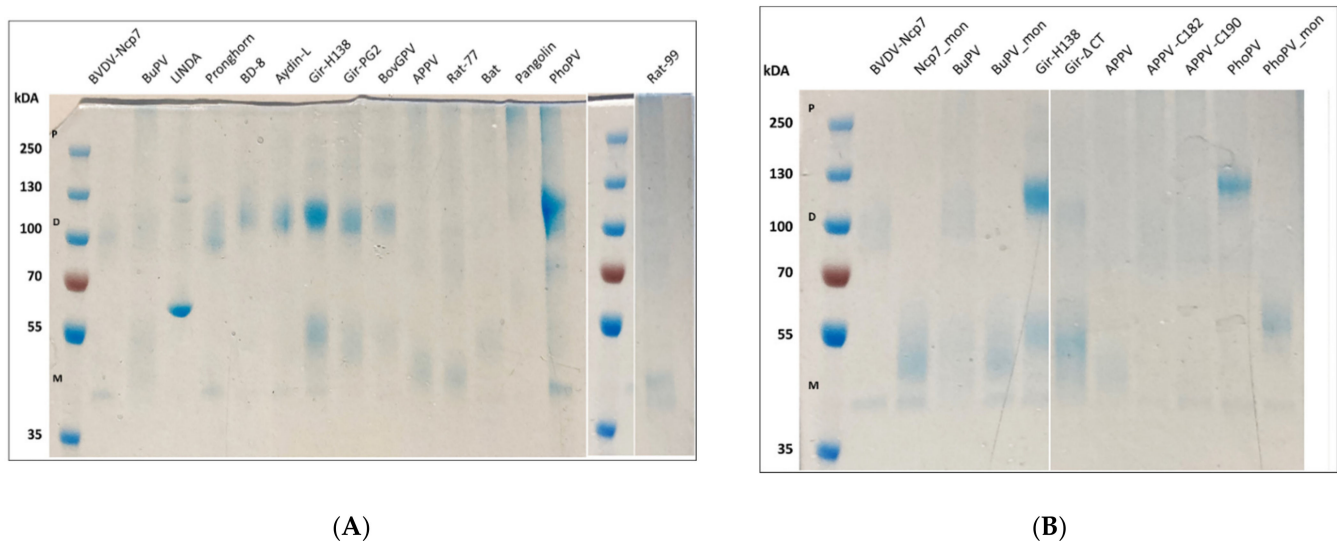 BVDV-Ncp7
BuPV
LINDA
Pronghorn
BD-8
Aydin-L
Gir-H138
Gir-PG2
BovGPV
APPV
Rat-77
Bat
Pangolin
PhoPV
Rat-99
kDA
P
250
130
D
100
70
55
M
35
(A)
BVDV-Ncp7
Ncp7_mon
BuPV
BuPV_mon
Gir-H138
Gir-Δ CT
APPV
APPV-C182
APPV-C190
PhoPV
PhoPV_mon
kDA
P
250
130
D
100
70
55
M
35
(B)